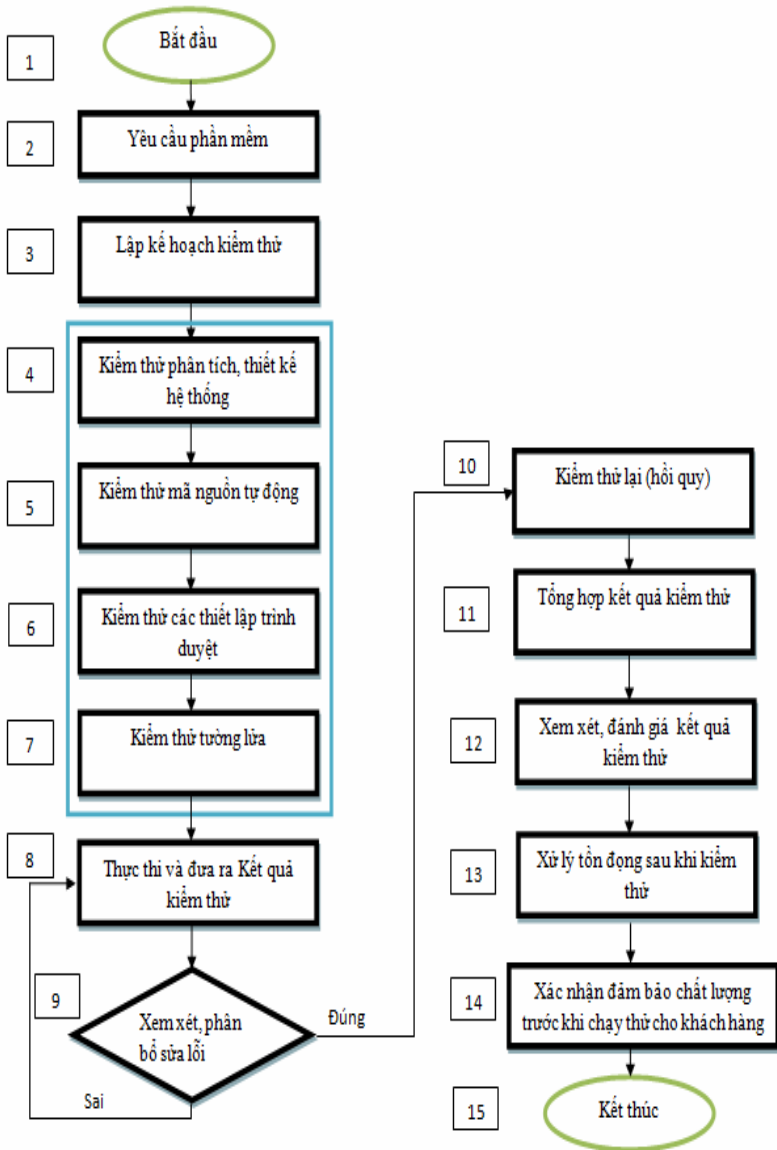 1
Bắt đầu
2
Yêu cầu phần mềm
3
Lập kế hoạch kiểm thử
4
Kiểm thử phân tích, thiết kế
hệ thống
5
Kiểm thử mã nguồn tự động
6
Kiểm thử các thiết lập trình
duyệt
7
Kiểm thử tường lửa
8
Thực thi và đưa ra Kết quả
kiểm thử
9
Xem xét, phân
bổ sửa lỗi
Đúng
Sai
10
Kiểm thử lại (hồi quy)
11
Tổng hợp kết quả kiểm thử
12
Xem xét, đánh giá kết quả
kiểm thử
13
Xử lý tồn đọng sau khi kiểm
thử
14
Xác nhận đảm bảo chất lượng
trước khi chạy thử cho khách hàng
15
Kết thúc